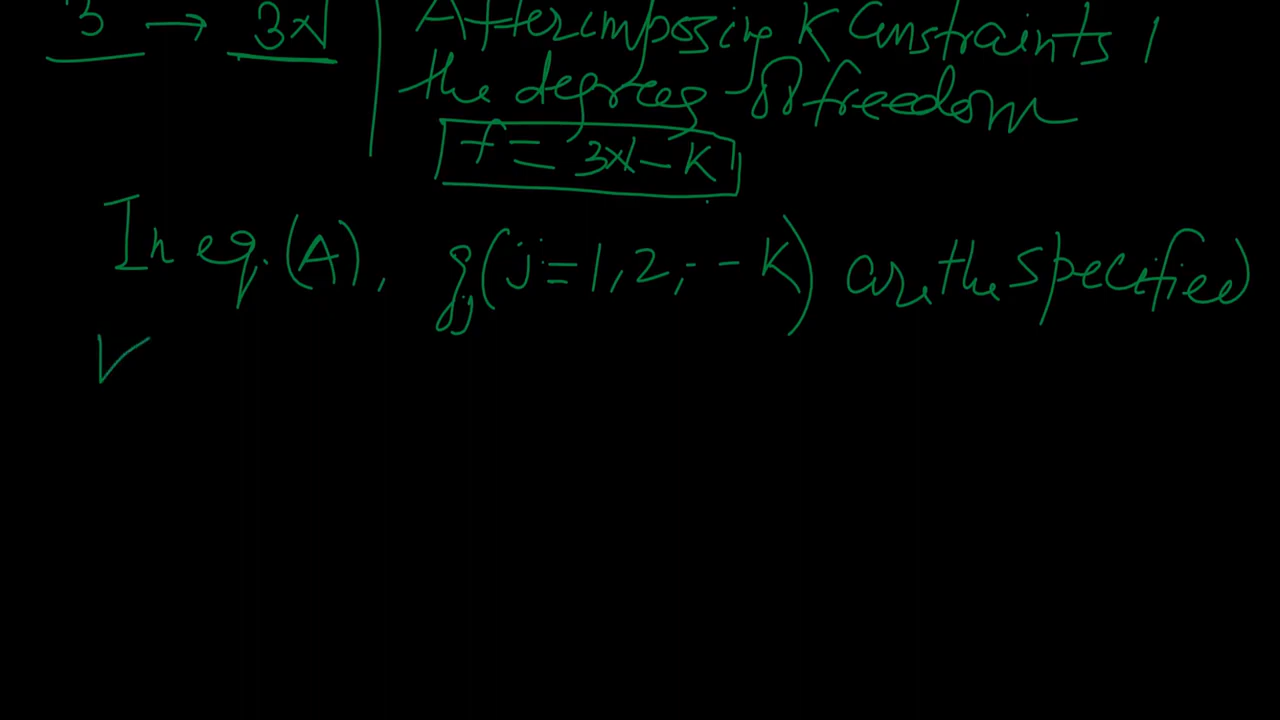 3 → 3N
After imposing K Constraints,
the degrees of freedom
f = 3N - K
In eq. (A), gj (j=1,2,-- K) are the specified
V